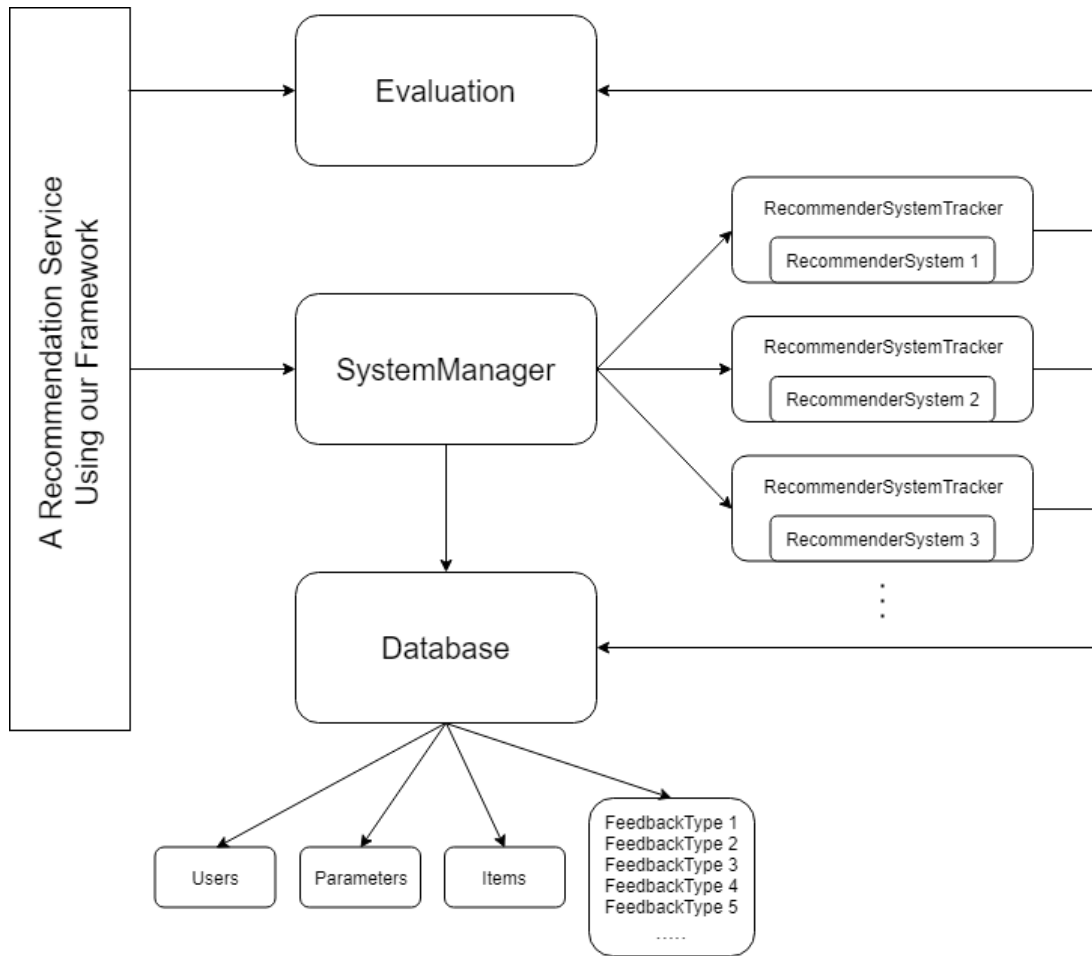 A Recommendation Service
Using our Framework
Evaluation
RecommenderSystemTracker
RecommenderSystem 1
SystemManager
RecommenderSystemTracker
RecommenderSystem 2
RecommenderSystemTracker
RecommenderSystem 3
Database
Users
Parameters
Items
FeedbackType 1
FeedbackType 2
FeedbackType 3
FeedbackType 4
FeedbackType 5
.....